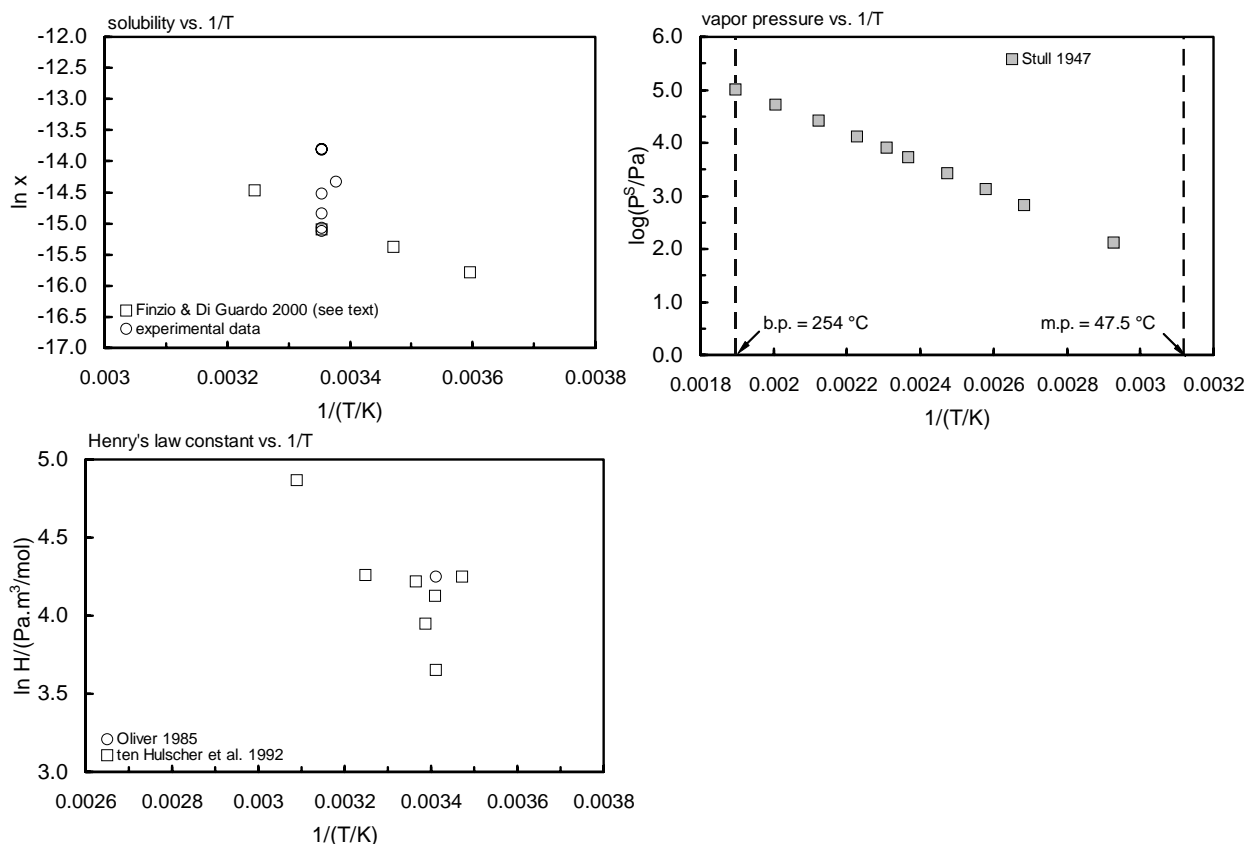 solubility vs. 1/T
-12.0
-12.5
-13.0
-13.5
-14.0
-14.5
-15.0
-15.5
-16.0
-16.5
-17.0
ln x
Finzio & Di Guardo 2000 (see text)
experimental data
0.003 0.0032 0.0034 0.0036 0.0038
1/(T/K)
vapor pressure vs. 1/T
6.0
5.0
4.0
3.0
2.0
1.0
0.0
log(P^S/Pa)
Stull 1947
b.p. = 254 °C
m.p. = 47.5 °C
0.0018 0.002 0.0022 0.0024 0.0026 0.0028 0.003 0.0032
1/(T/K)
Henry's law constant vs. 1/T
5.0
4.5
4.0
3.5
3.0
ln H/(Pa.m³/mol)
Oliver 1985
ten Hulscher et al. 1992
0.0026 0.0028 0.003 0.0032 0.0034 0.0036 0.0038
1/(T/K)